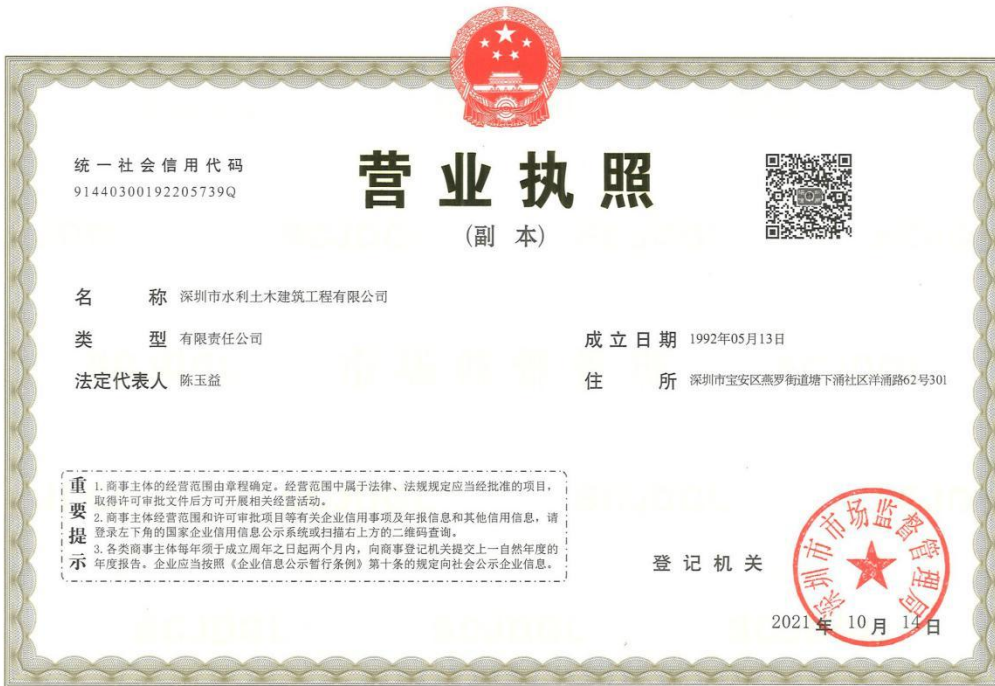 统一社会信用代码
91440300192205739Q
营业执照
(副 本)
名 称 深圳市水利土木建筑工程有限公司
类 型 有限责任公司
成立日期 1992年05月13日
法定代表人 陈玉益
住 所 深圳市宝安区燕罗街道塘下涌社区洋涌路62号301
重要提示
1. 商事主体的经营范围由章程确定。经营范围中属于法律、法规规定应当经批准的项目，
取得许可审批文件后方可开展相关经营活动。
2. 商事主体经营范围和许可审批项目等有关企业信用事项及年报信息和其他信用信息，请
登录左下角的国家企业信用信息公示系统或扫描右上方的二维码查询。
3. 各类商事主体每年须于成立周年之日起两个月内，向商事登记机关提交上一自然年度的
年度报告。企业应当按照《企业信息公示暂行条例》第十条的规定向社会公示企业信息。
登记机关
深圳市市场监督管理局
2021年 10月 14日